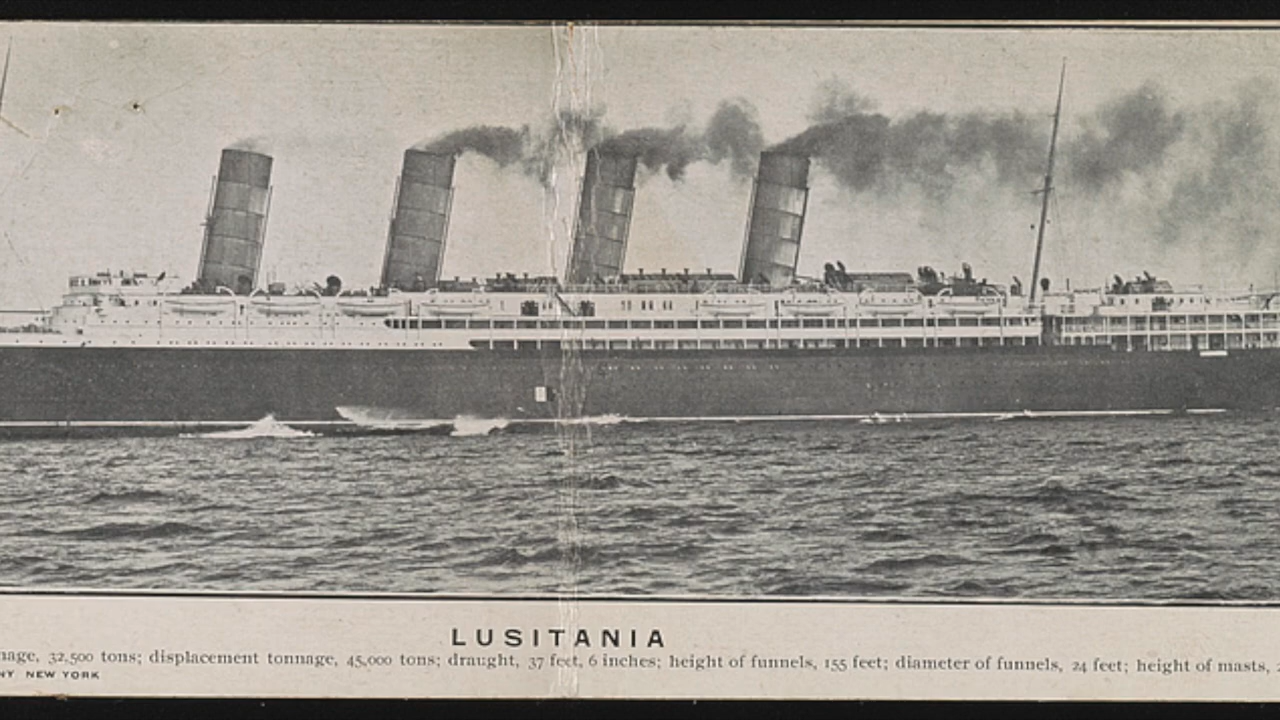 LUSITANIA
nage, 32,500 tons; displacement tonnage, 45,000 tons; draught, 37 feet, 6 inches; height of funnels, 155 feet; diameter of funnels, 24 feet; height of masts,
NY NEW YORK